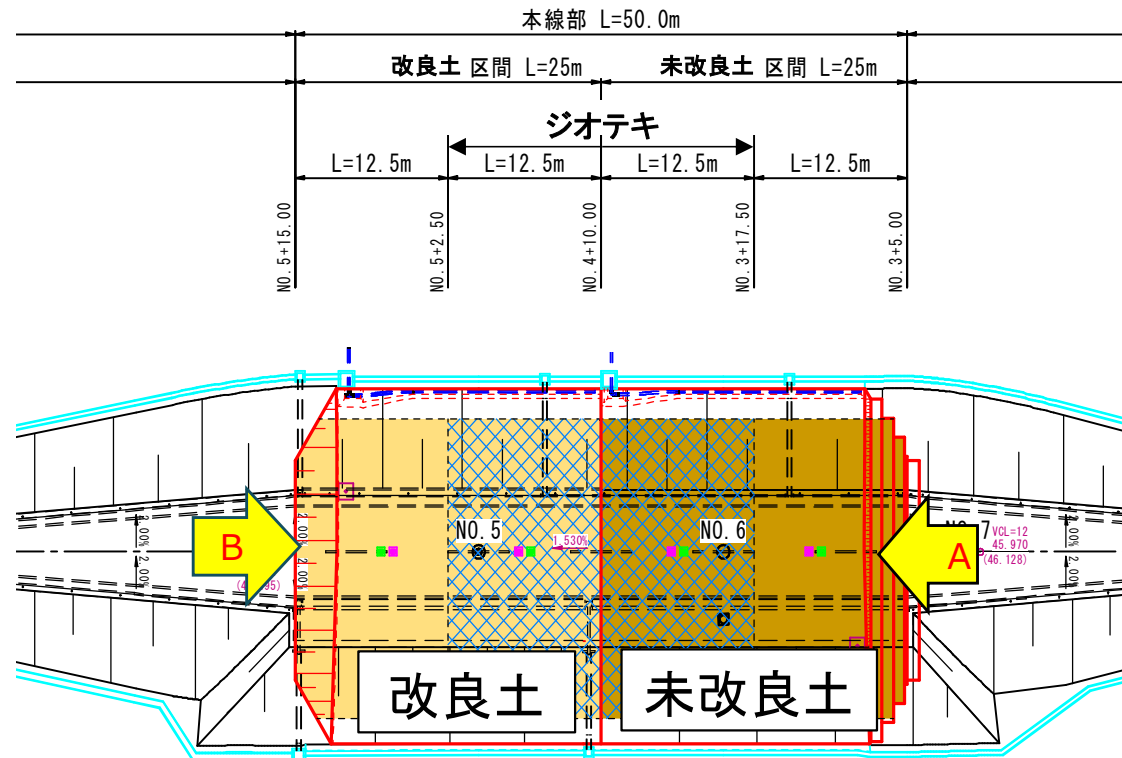 本線部 L=50.0m
改良土 区間 L=25m
未改良土 区間 L=25m
ジオテキ
L=12.5m
L=12.5m
L=12.5m
L=12.5m
NO.5+15.00
NO.5+2.50
NO.4+10.00
NO.3+17.50
NO.3+5.00
NO.5
NO.6
7
VCL=12
45.970
(46.128)
1.530%
2.00%
2.00%
2.00%
2.00%
2.00%
2.00%
95)
B
A
改良土
未改良土